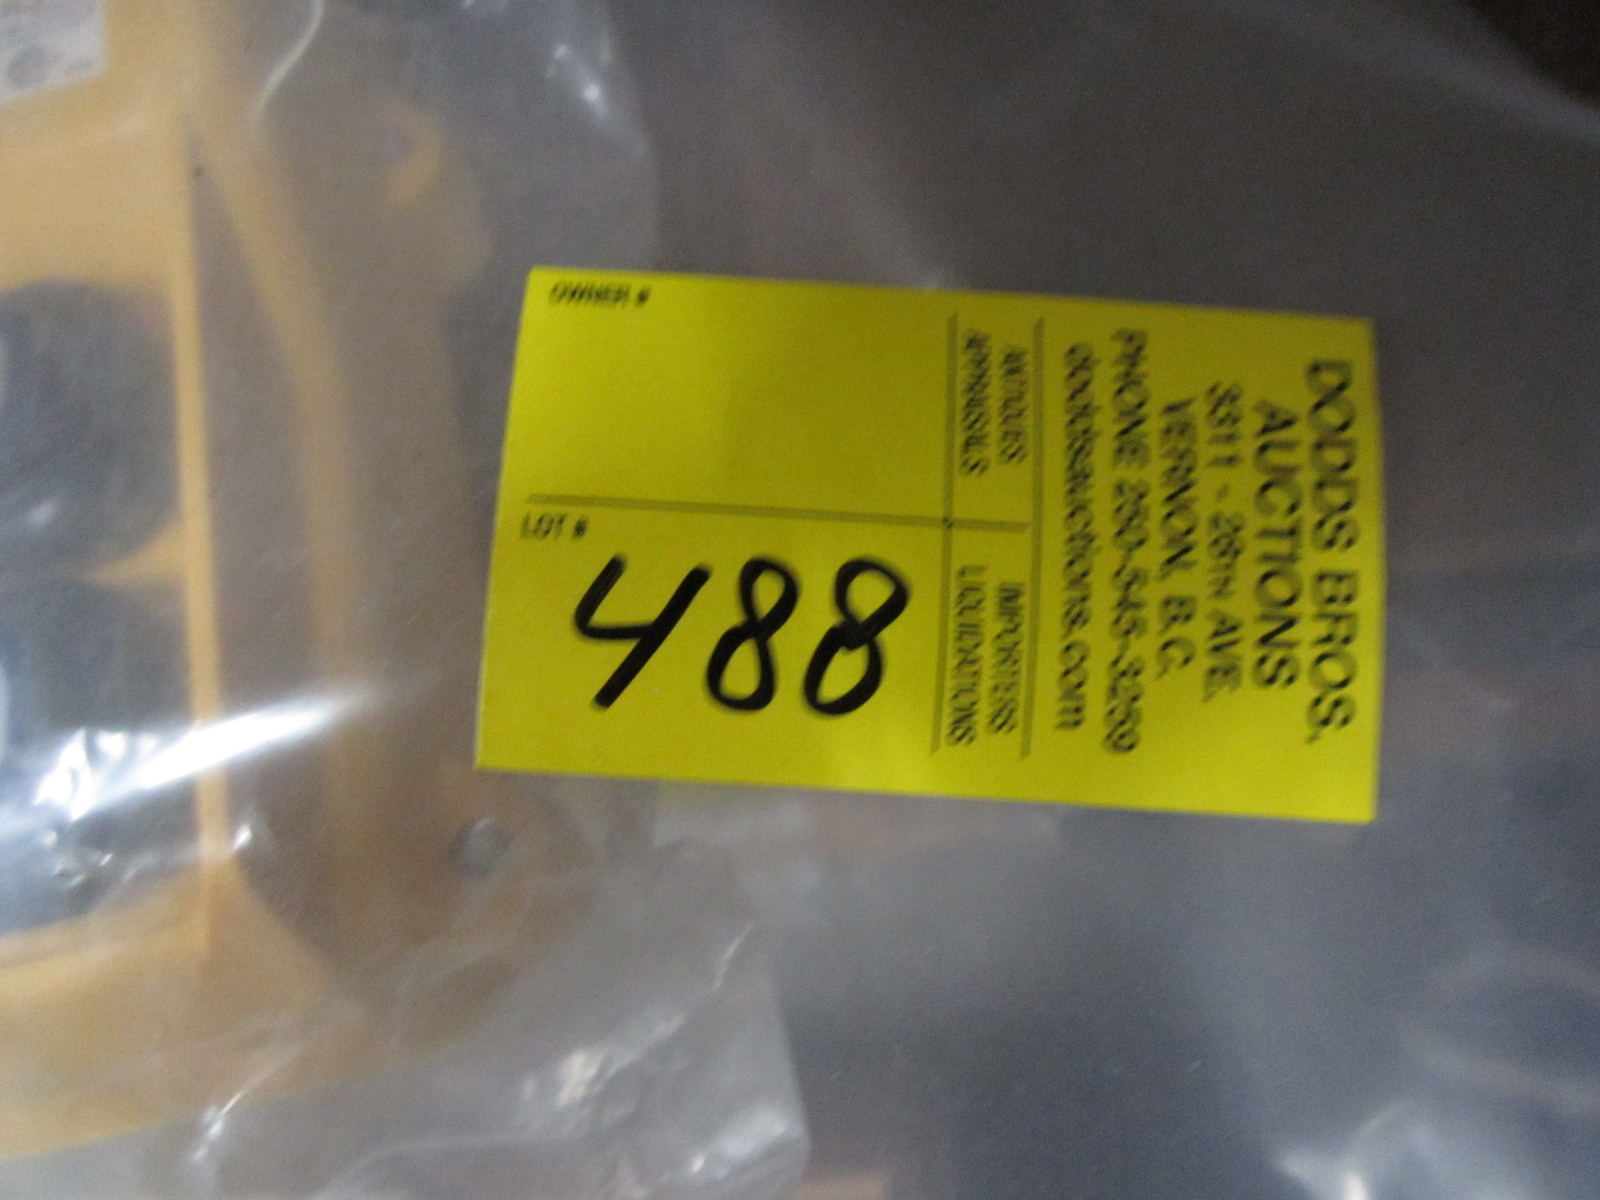 DODDS BROS.
AUCTIONS
3311 - 28TH AVE.
VERNON, B.C.
PHONE 250-545-3259
doddsauctions.com
ANTIQUES
APPRAISALS
IMPORTERS
LIQUIDATIONS
OWNER #
LOT #
488